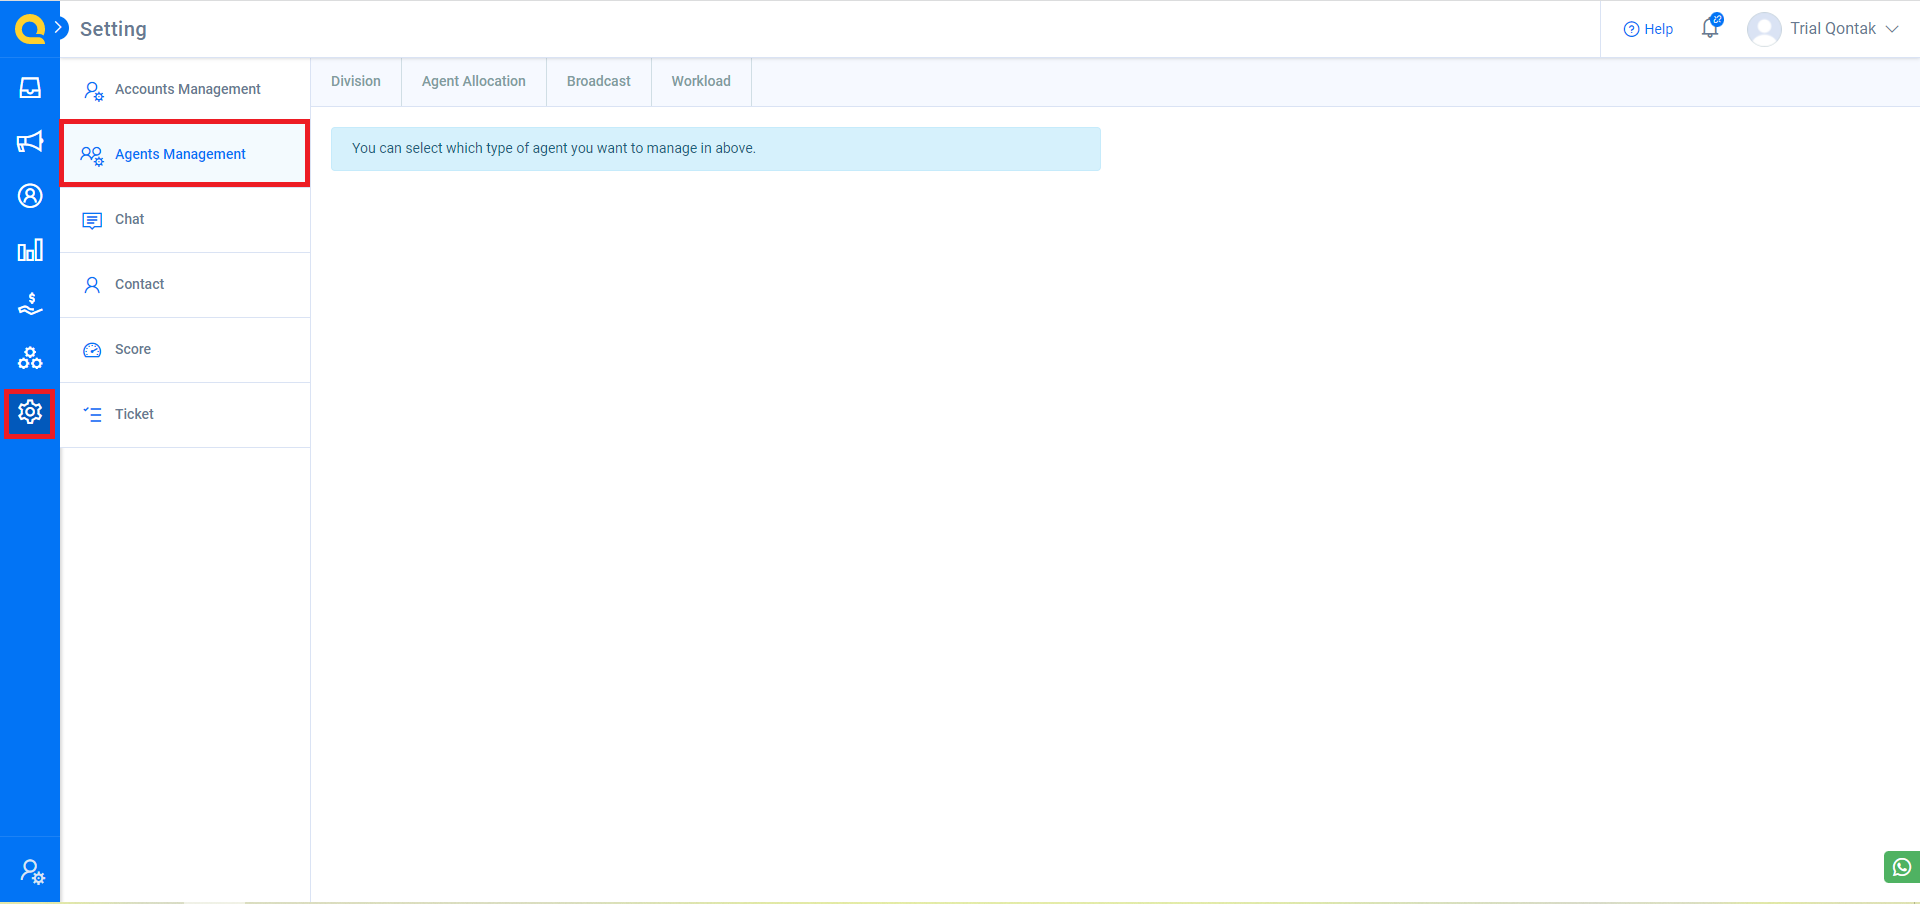 Setting
Help
Trial Qontak
Accounts Management
Division
Agent Allocation
Broadcast
Workload
Agents Management
You can select which type of agent you want to manage in above.
Chat
Contact
Score
Ticket